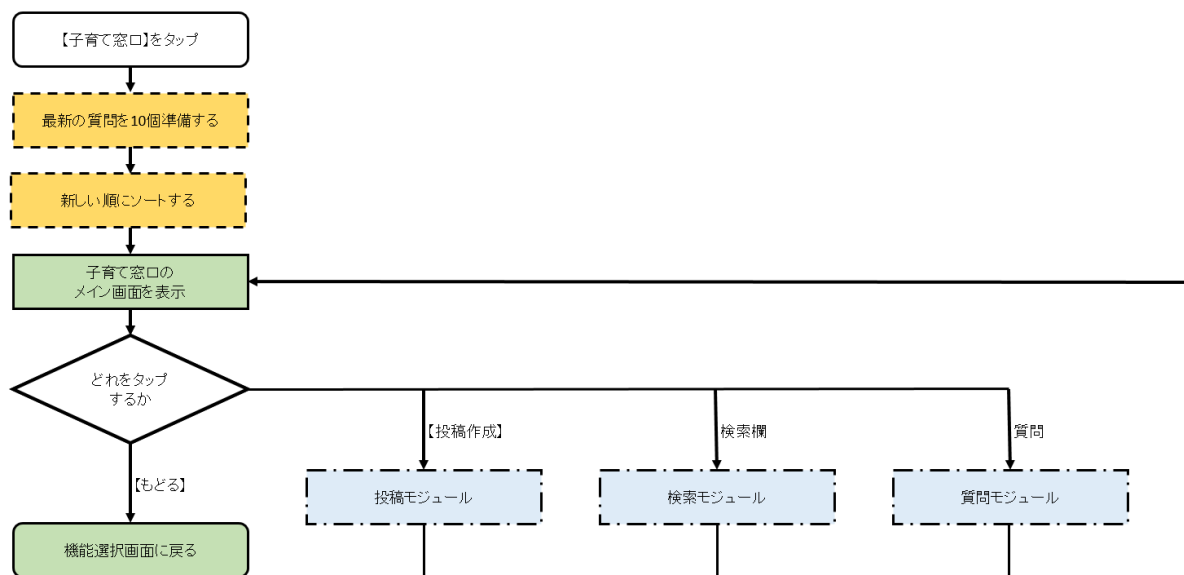 【子育て窓口】をタップ
最新の質問を10個準備する
新しい順にソートする
子育て窓口の
メイン画面を表示
どれをタップ
するか
【投稿作成】
検索欄
質問
【もどる】
投稿モジュール
検索モジュール
質問モジュール
機能選択画面に戻る